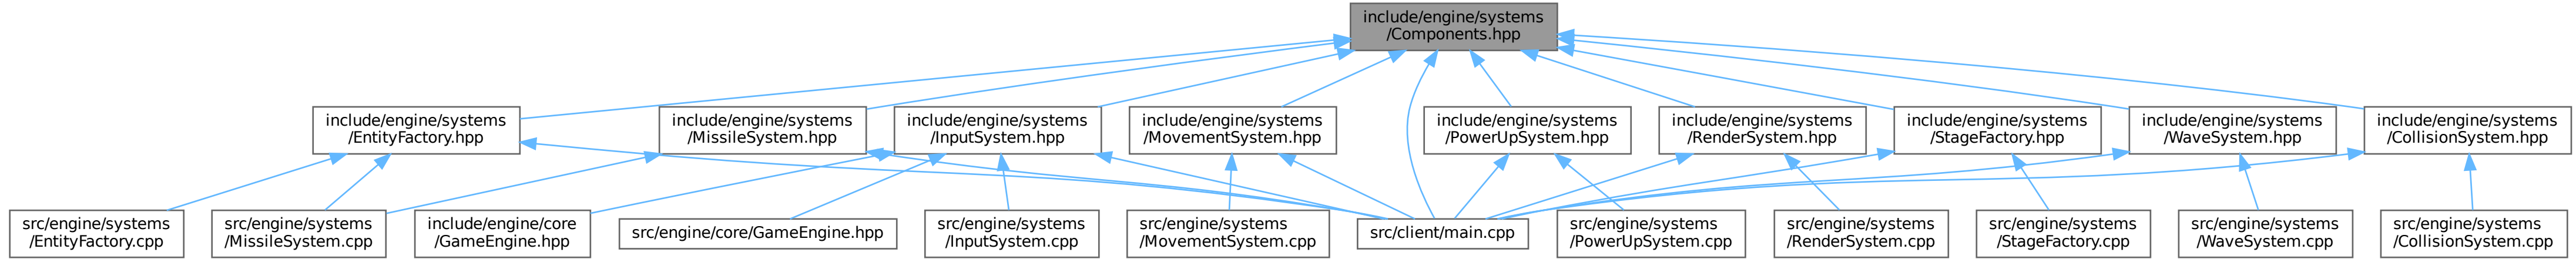 include/engine/systems
/Components.hpp
include/engine/systems
/EntityFactory.hpp
include/engine/systems
/MissileSystem.hpp
include/engine/systems
/InputSystem.hpp
include/engine/systems
/MovementSystem.hpp
include/engine/systems
/PowerUpSystem.hpp
include/engine/systems
/RenderSystem.hpp
include/engine/systems
/StageFactory.hpp
include/engine/systems
/WaveSystem.hpp
include/engine/systems
/CollisionSystem.hpp
src/engine/systems
/EntityFactory.cpp
src/engine/systems
/MissileSystem.cpp
include/engine/core
/GameEngine.hpp
src/engine/core/GameEngine.hpp
src/engine/systems
/InputSystem.cpp
src/engine/systems
/MovementSystem.cpp
src/client/main.cpp
src/engine/systems
/PowerUpSystem.cpp
src/engine/systems
/RenderSystem.cpp
src/engine/systems
/StageFactory.cpp
src/engine/systems
/WaveSystem.cpp
src/engine/systems
/CollisionSystem.cpp